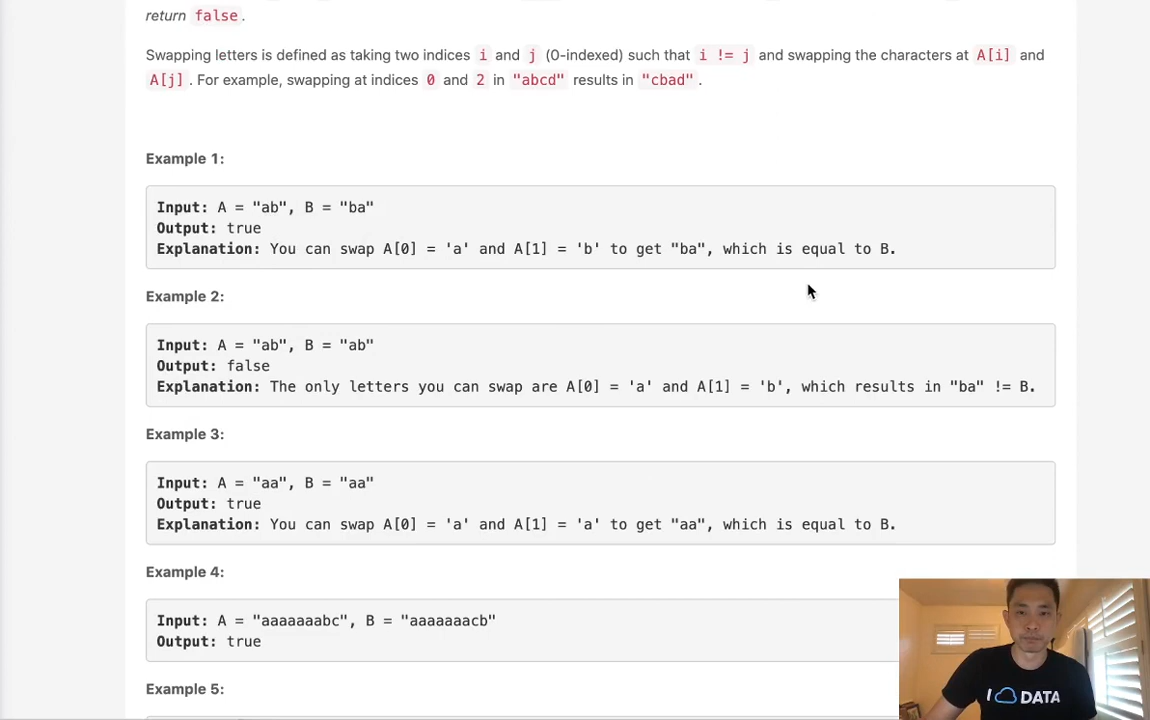 return false.
Swapping letters is defined as taking two indices i and j (0-indexed) such that i != j and swapping the characters at A[i] and
A[j]. For example, swapping at indices 0 and 2 in "abcd" results in "cbad".
Example 1:
Input: A = "ab", B = "ba"
Output: true
Explanation: You can swap A[0] = 'a' and A[1] = 'b' to get "ba", which is equal to B.
Example 2:
Input: A = "ab", B = "ab"
Output: false
Explanation: The only letters you can swap are A[0] = 'a' and A[1] = 'b', which results in "ba" != B.
Example 3:
Input: A = "aa", B = "aa"
Output: true
Explanation: You can swap A[0] = 'a' and A[1] = 'a' to get "aa", which is equal to B.
Example 4:
Input: A = "aaaaaaabc", B = "aaaaaaacb"
Output: true
Example 5:
I DATA